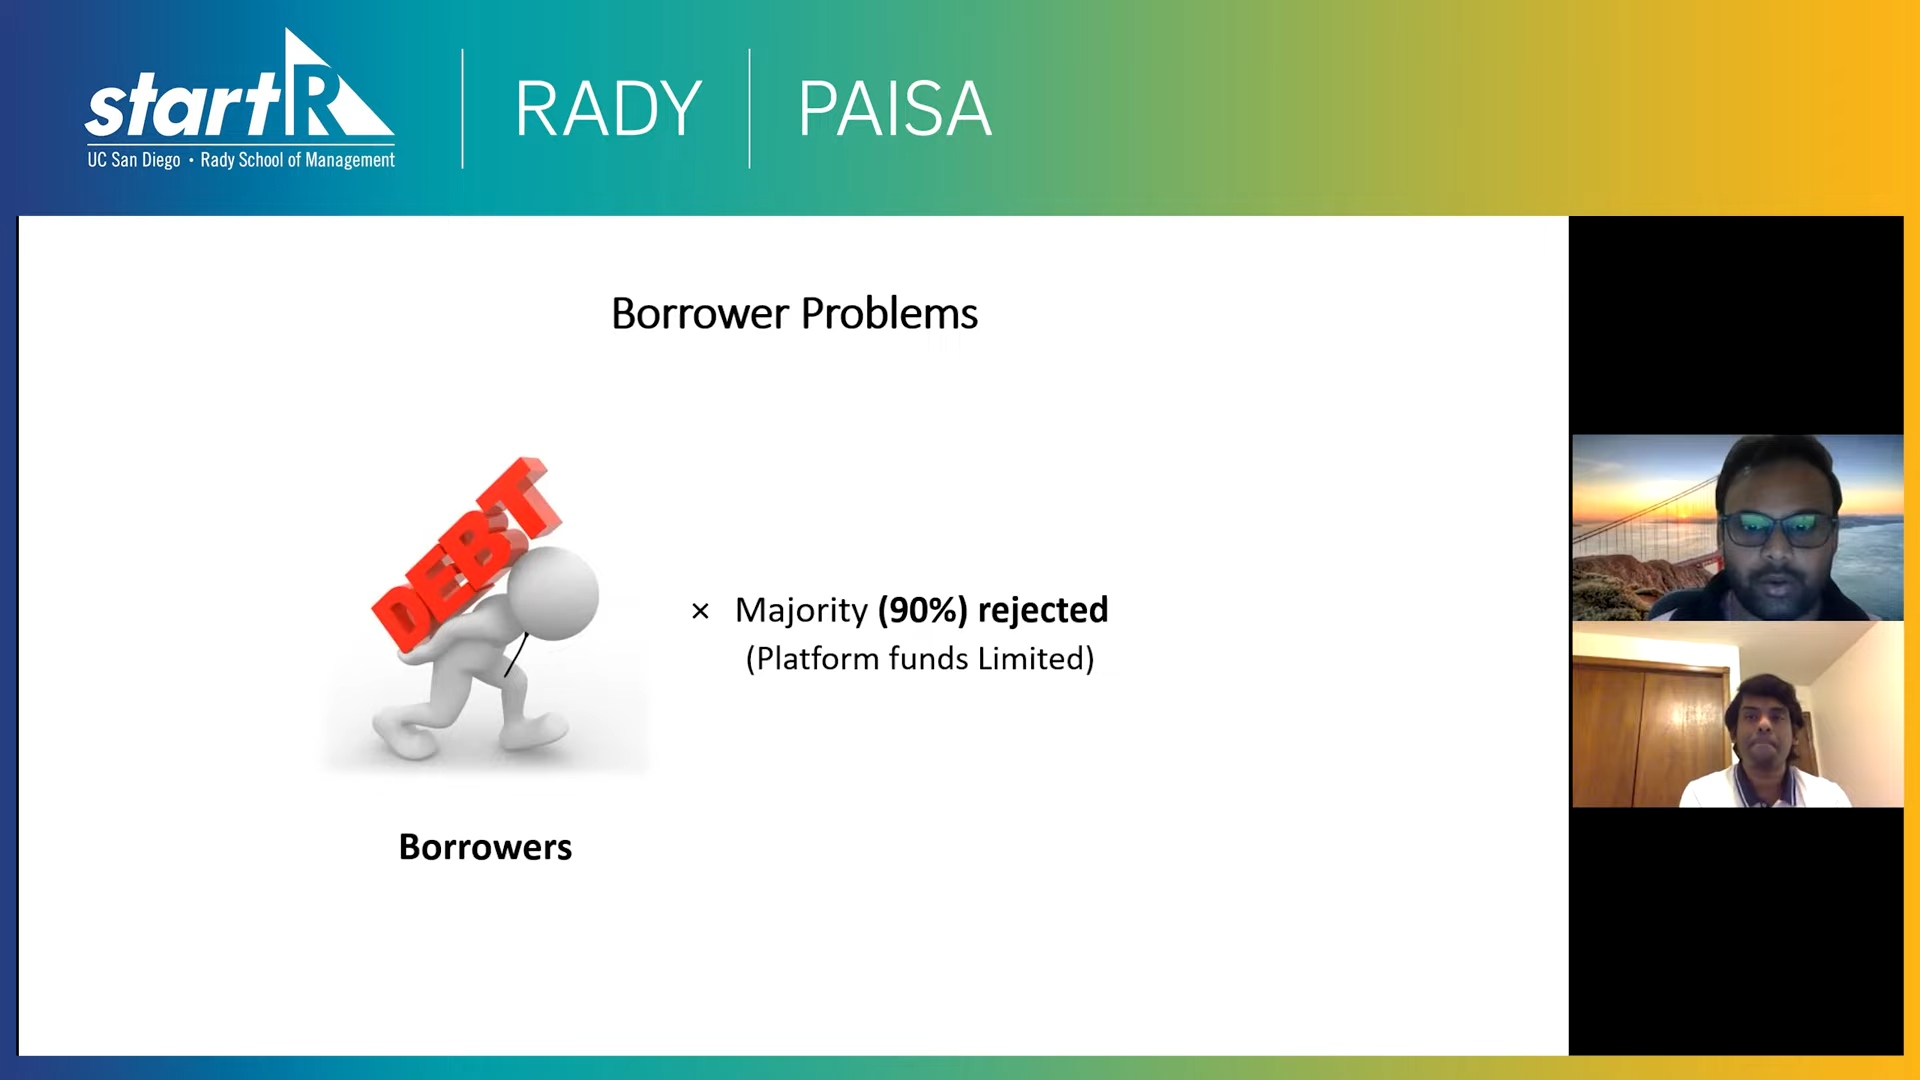 startR
UC San Diego • Rady School of Management
RADY
PAISA
Borrower Problems
DEBT
× Majority (90%) rejected
(Platform funds Limited)
Borrowers